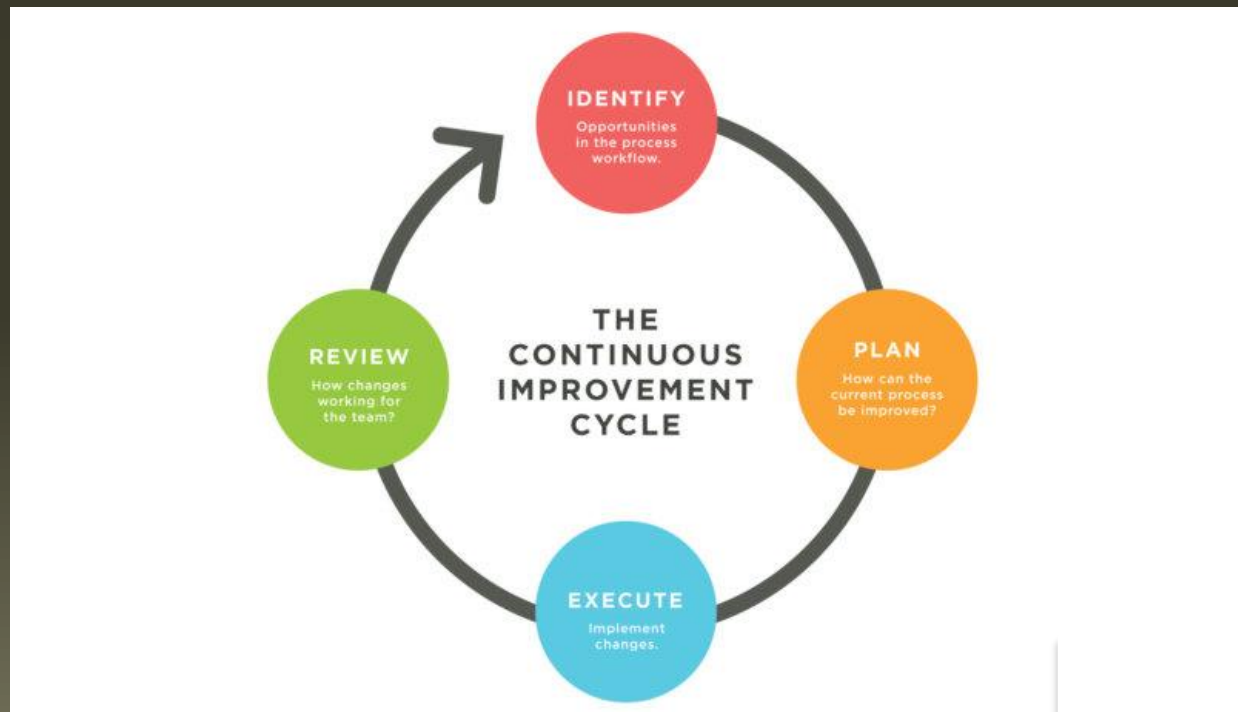 IDENTIFY
Opportunities
in the process
workflow.
THE
CONTINUOUS
IMPROVEMENT
CYCLE
PLAN
How can the
current process
be improved?
EXECUTE
Implement
changes.
REVIEW
How changes
working for
the team?